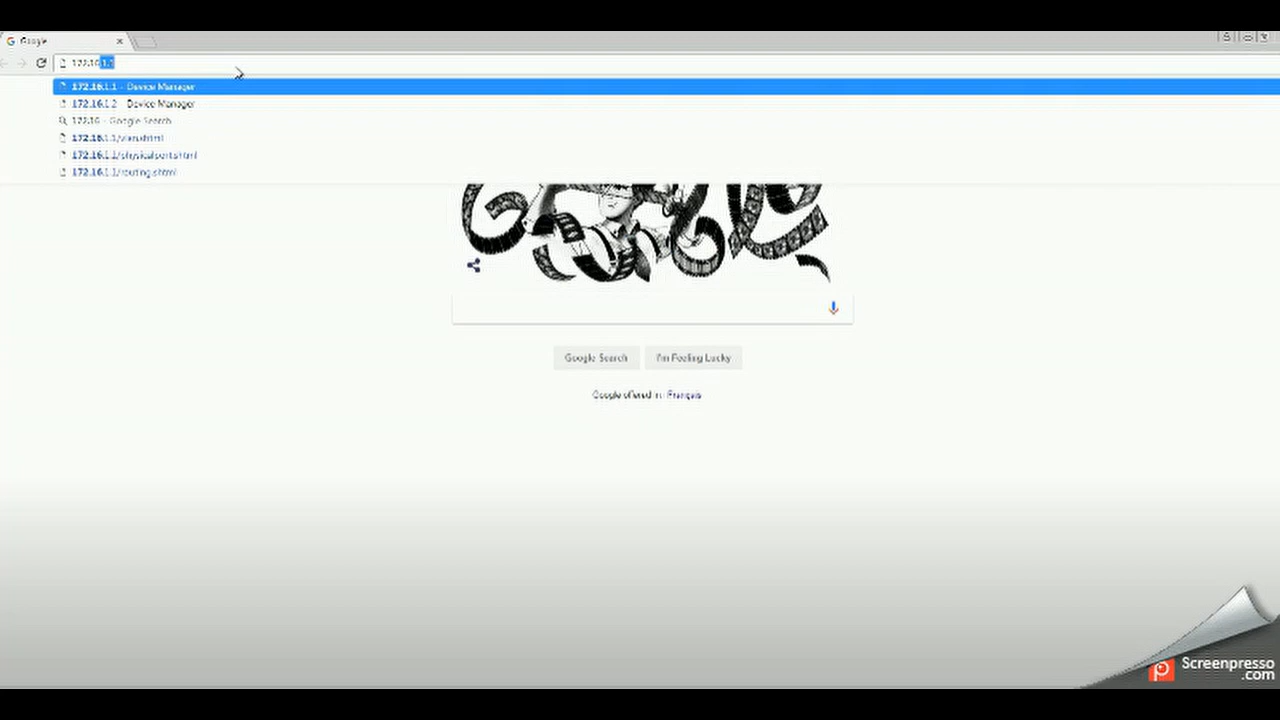 Google
172.16.1.1
172.16.1.1 - Device Manager
172.16.1.2 - Device Manager
172.16 - Google Search
172.16.1.1/vlan.shtml
172.16.1.1/physicalport.shtml
172.16.1.1/routing.shtml
Google Search I'm Feeling Lucky
Google offered in: Français
Screenpresso
.com